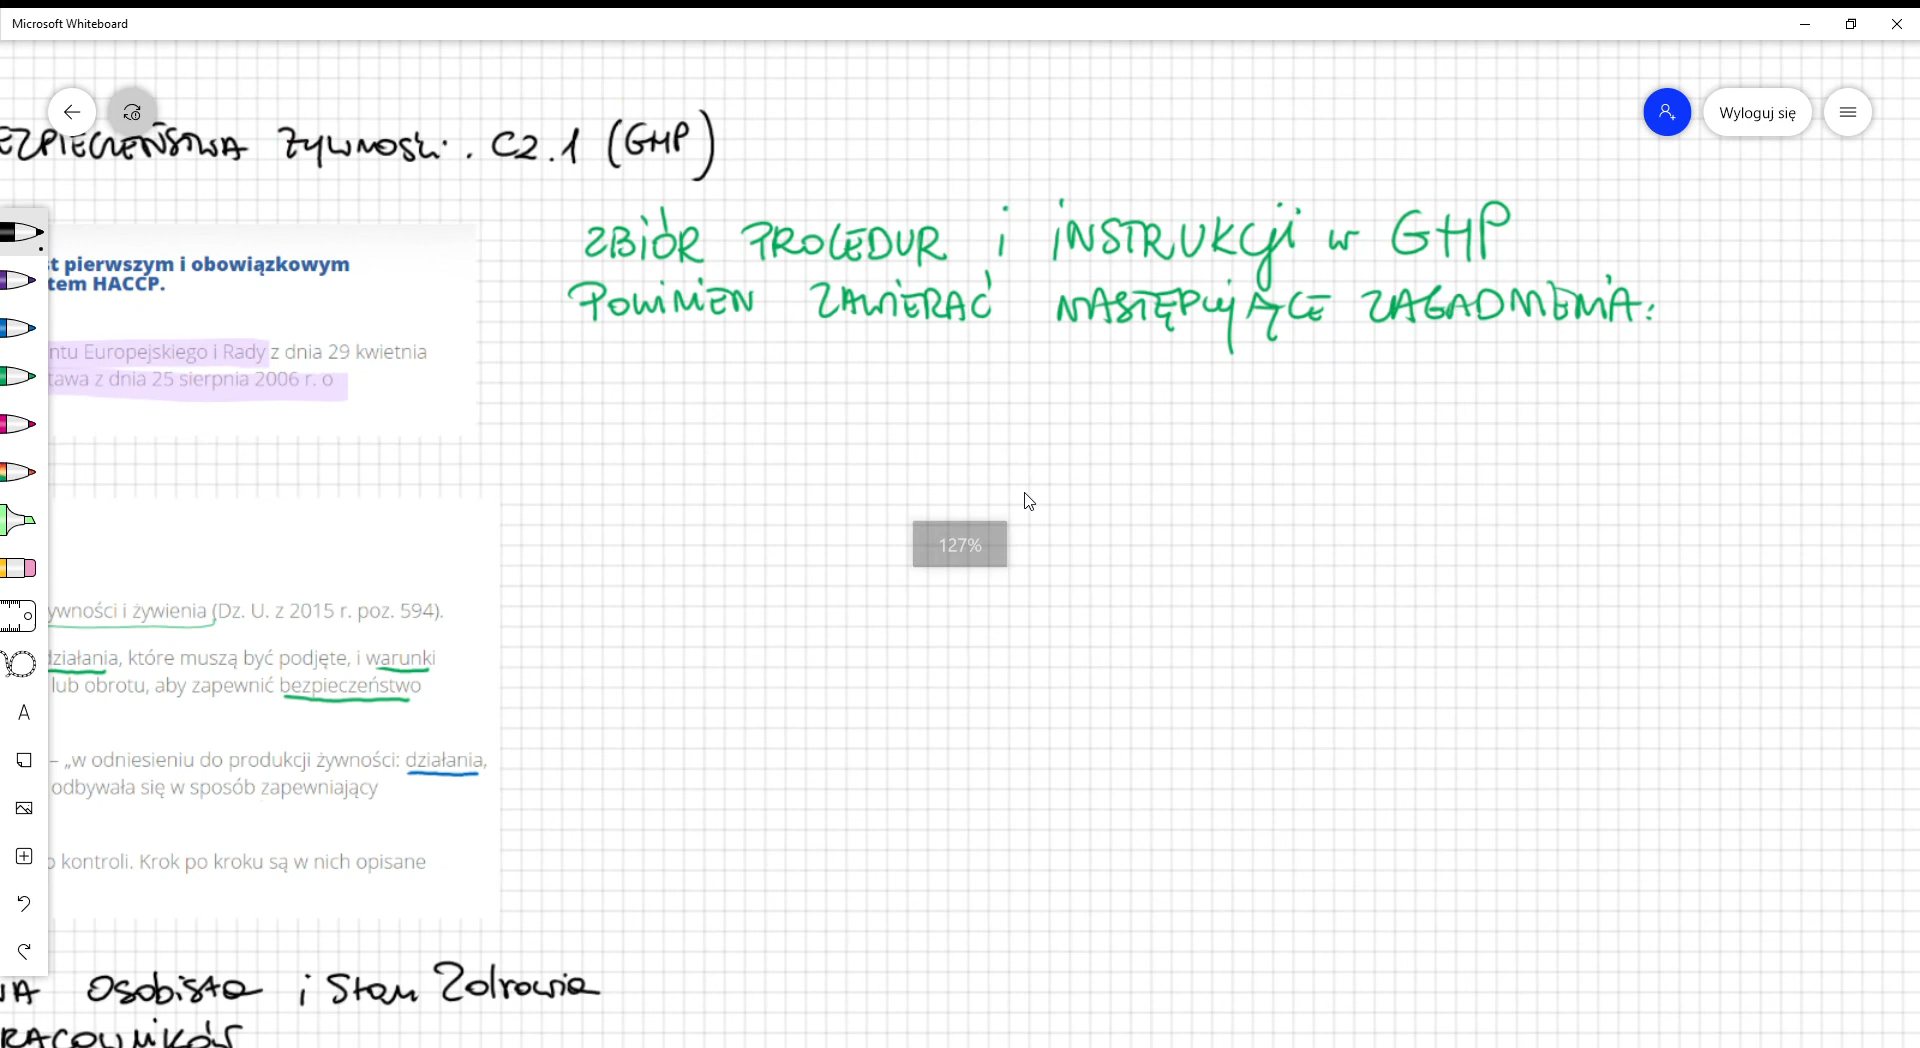 Microsoft Whiteboard
Wyloguj się
EZPIECZEŃSTWA żywności. CZ.1 (GHP)
ZBIÓR PROCEDUR i iNSTRUKCji w GHP
POWINIEN ZAWIERAĆ NASTĘPUJĄCE ZAGADNIENIA:
t pierwszym i obowiązkowym
tem HACCP.
ntu Europejskiego i Rady z dnia 29 kwietnia
tawa z dnia 25 sierpnia 2006 r. o
127%
ywności i żywienia (Dz. U. z 2015 r. poz. 594).
działania, które muszą być podjęte, i warunki
lub obrotu, aby zapewnić bezpieczeństwo
A
– „w odniesieniu do produkcji żywności: działania,
odbywała się w sposób zapewniający
o kontroli. Krok po kroku są w nich opisane
NA Osobista i Stan Zdrowia
RACOWNIKÓW